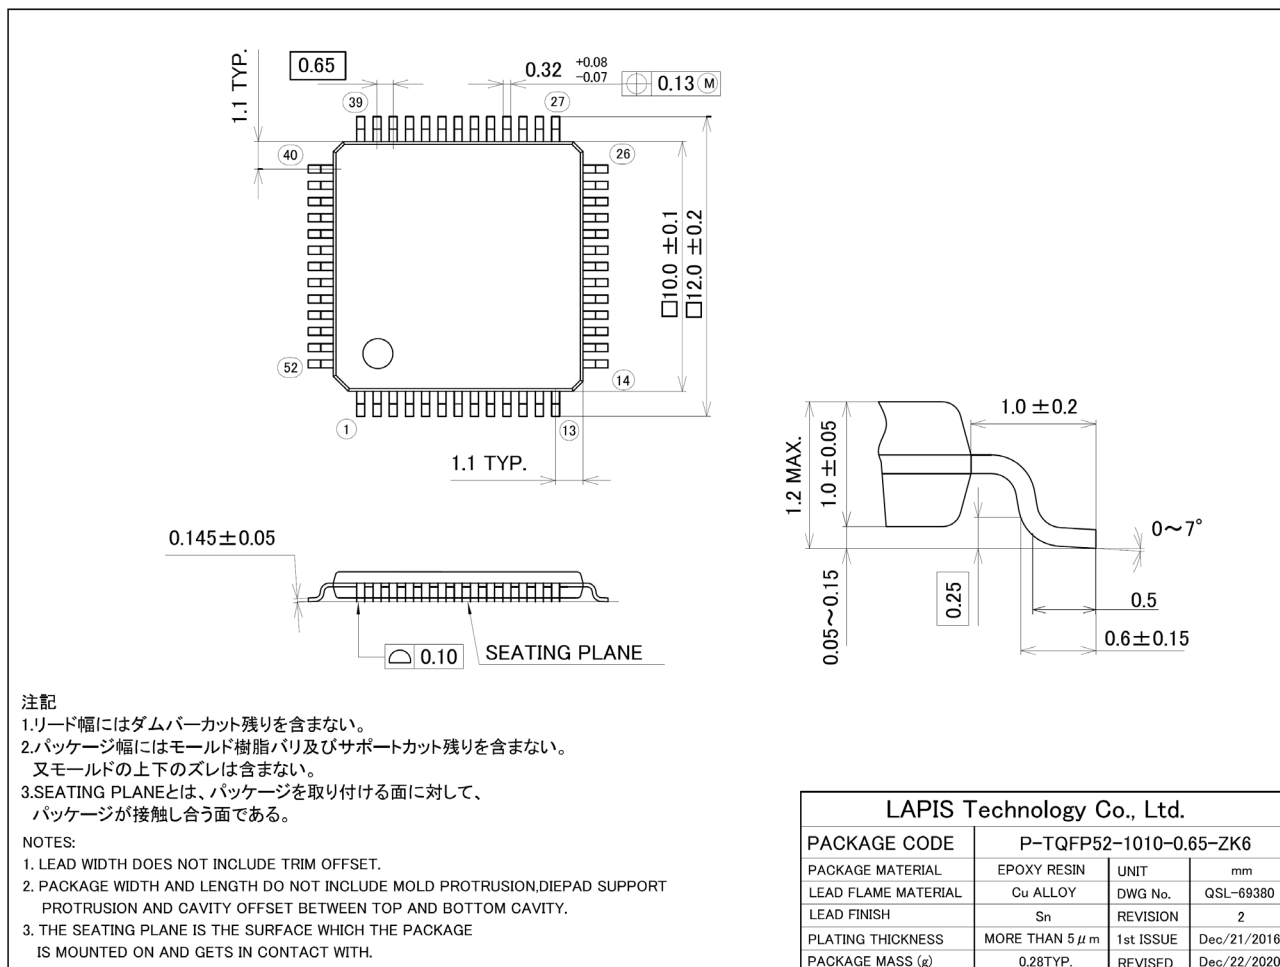 0.65
0.32 +0.08 −0.07
0.13 Ⓜ
1.1 TYP.
39
27
40
26
□10.0 ±0.1
□12.0 ±0.2
52
14
1
13
1.1 TYP.
1.0 ±0.2
1.2 MAX.
1.0 ±0.05
0~7°
0.05~0.15
0.25
0.5
0.6±0.15
0.145±0.05
0.10
SEATING PLANE
注記
1.リード幅にはダムバーカット残りを含まない。
2.パッケージ幅にはモールド樹脂バリ及びサポートカット残りを含まない。
又モールドの上下のズレは含まない。
3.SEATING PLANEとは、パッケージを取り付ける面に対して、
パッケージが接触し合う面である。
NOTES:
1. LEAD WIDTH DOES NOT INCLUDE TRIM OFFSET.
2. PACKAGE WIDTH AND LENGTH DO NOT INCLUDE MOLD PROTRUSION,DIEPAD SUPPORT
PROTRUSION AND CAVITY OFFSET BETWEEN TOP AND BOTTOM CAVITY.
3. THE SEATING PLANE IS THE SURFACE WHICH THE PACKAGE
IS MOUNTED ON AND GETS IN CONTACT WITH.
LAPIS Technology Co., Ltd.
PACKAGE CODE P-TQFP52-1010-0.65-ZK6
PACKAGE MATERIAL EPOXY RESIN UNIT mm
LEAD FLAME MATERIAL Cu ALLOY DWG No. QSL-69380
LEAD FINISH Sn REVISION 2
PLATING THICKNESS MORE THAN 5μm 1st ISSUE Dec/21/2016
PACKAGE MASS (g) 0.28TYP. REVISED Dec/22/2020